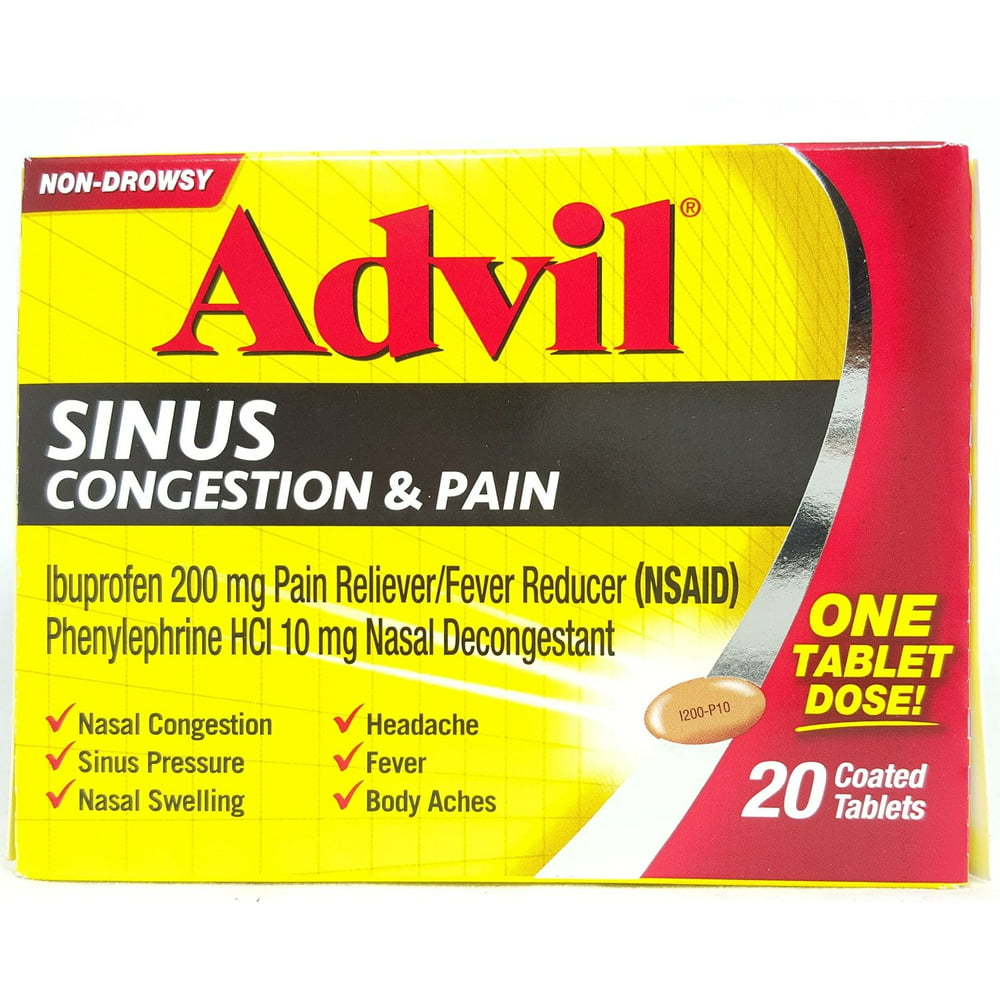 NON-DROWSY
Advil®
SINUS
CONGESTION & PAIN
Ibuprofen 200 mg Pain Reliever/Fever Reducer (NSAID)
Phenylephrine HCl 10 mg Nasal Decongestant
Nasal Congestion
Sinus Pressure
Nasal Swelling
Headache
Fever
Body Aches
I200-P10
ONE
TABLET
DOSE!
20 Coated
Tablets